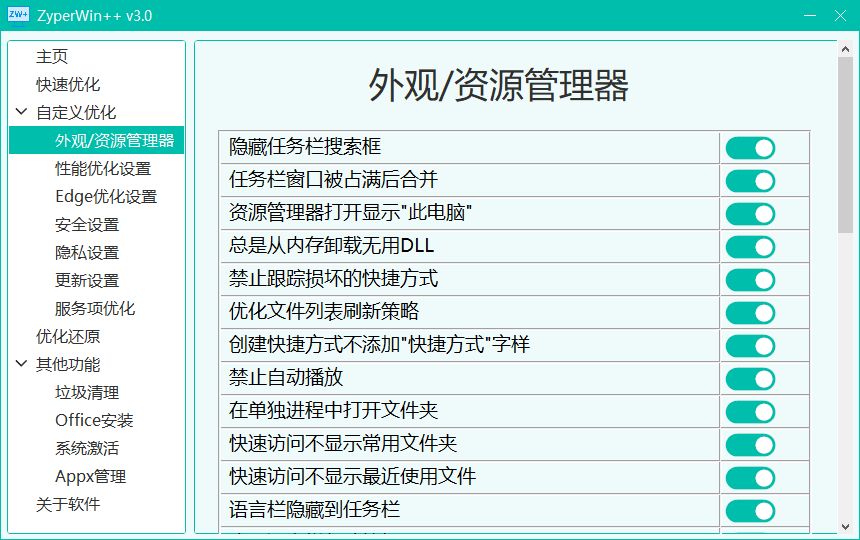 ZW+ ZyperWin++ v3.0
主页
快速优化
自定义优化
外观/资源管理器
性能优化设置
Edge优化设置
安全设置
隐私设置
更新设置
服务项优化
优化还原
其他功能
垃圾清理
Office安装
系统激活
Appx管理
关于软件
外观/资源管理器
隐藏任务栏搜索框
任务栏窗口被占满后合并
资源管理器打开显示"此电脑"
总是从内存卸载无用DLL
禁止跟踪损坏的快捷方式
优化文件列表刷新策略
创建快捷方式不添加"快捷方式"字样
禁止自动播放
在单独进程中打开文件夹
快速访问不显示常用文件夹
快速访问不显示最近使用文件
语言栏隐藏到任务栏